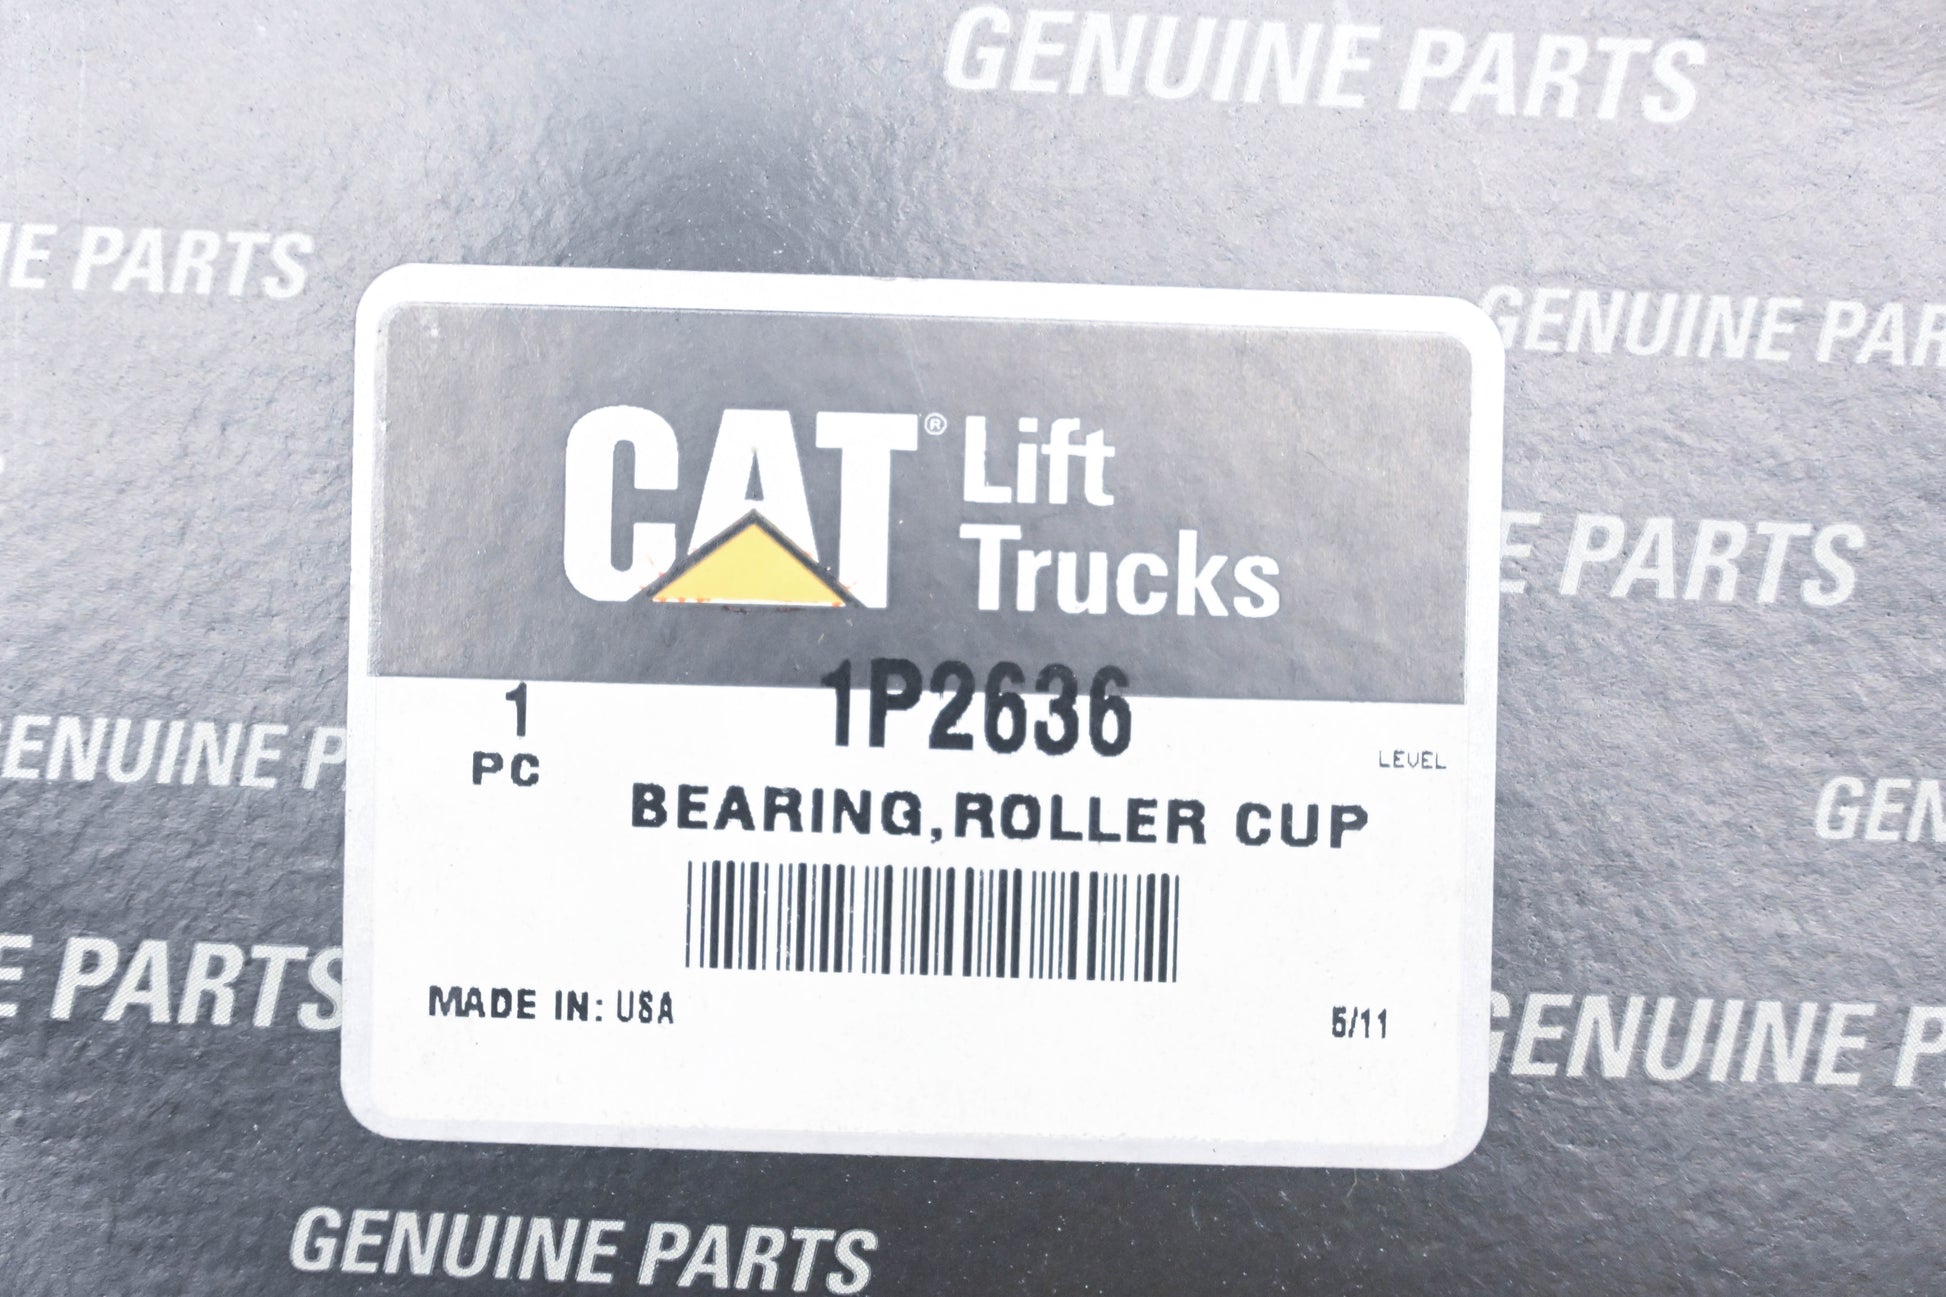 GENUINE PARTS
NE PARTS
GENUINE PAR
CAT® Lift
Trucks
E PARTS
1P2636
1
PC
LEVEL
GENUINE P
BEARING,ROLLER CUP
GEN
E PARTS
MADE IN: USA
5/11
GENUINE P
GENUINE PARTS